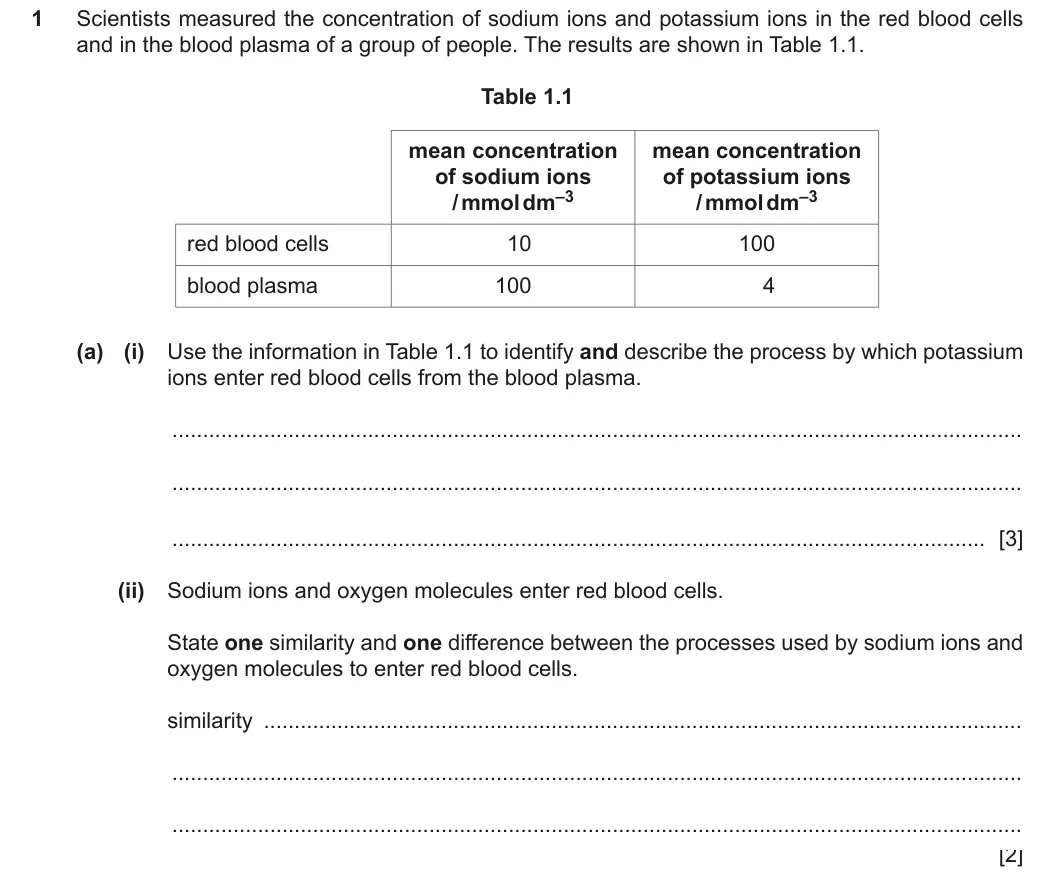 1 Scientists measured the concentration of sodium ions and potassium ions in the red blood cells
and in the blood plasma of a group of people. The results are shown in Table 1.1.
Table 1.1
mean concentration of sodium ions /mmol dm⁻³ mean concentration of potassium ions /mmol dm⁻³
red blood cells 10 100
blood plasma 100 4
(a) (i) Use the information in Table 1.1 to identify and describe the process by which potassium
ions enter red blood cells from the blood plasma.
..........
..........
.......... [3]
(ii) Sodium ions and oxygen molecules enter red blood cells.
State one similarity and one difference between the processes used by sodium ions and
oxygen molecules to enter red blood cells.
similarity ..........
..........
..........
[2]